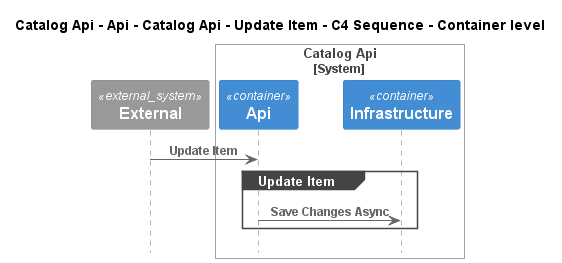 Catalog Api - Api - Catalog Api - Update Item - C4 Sequence - Container level
Catalog Api
[System]
«external_system»
External
«container»
Api
«container»
Infrastructure
Update Item
Update Item
Save Changes Async